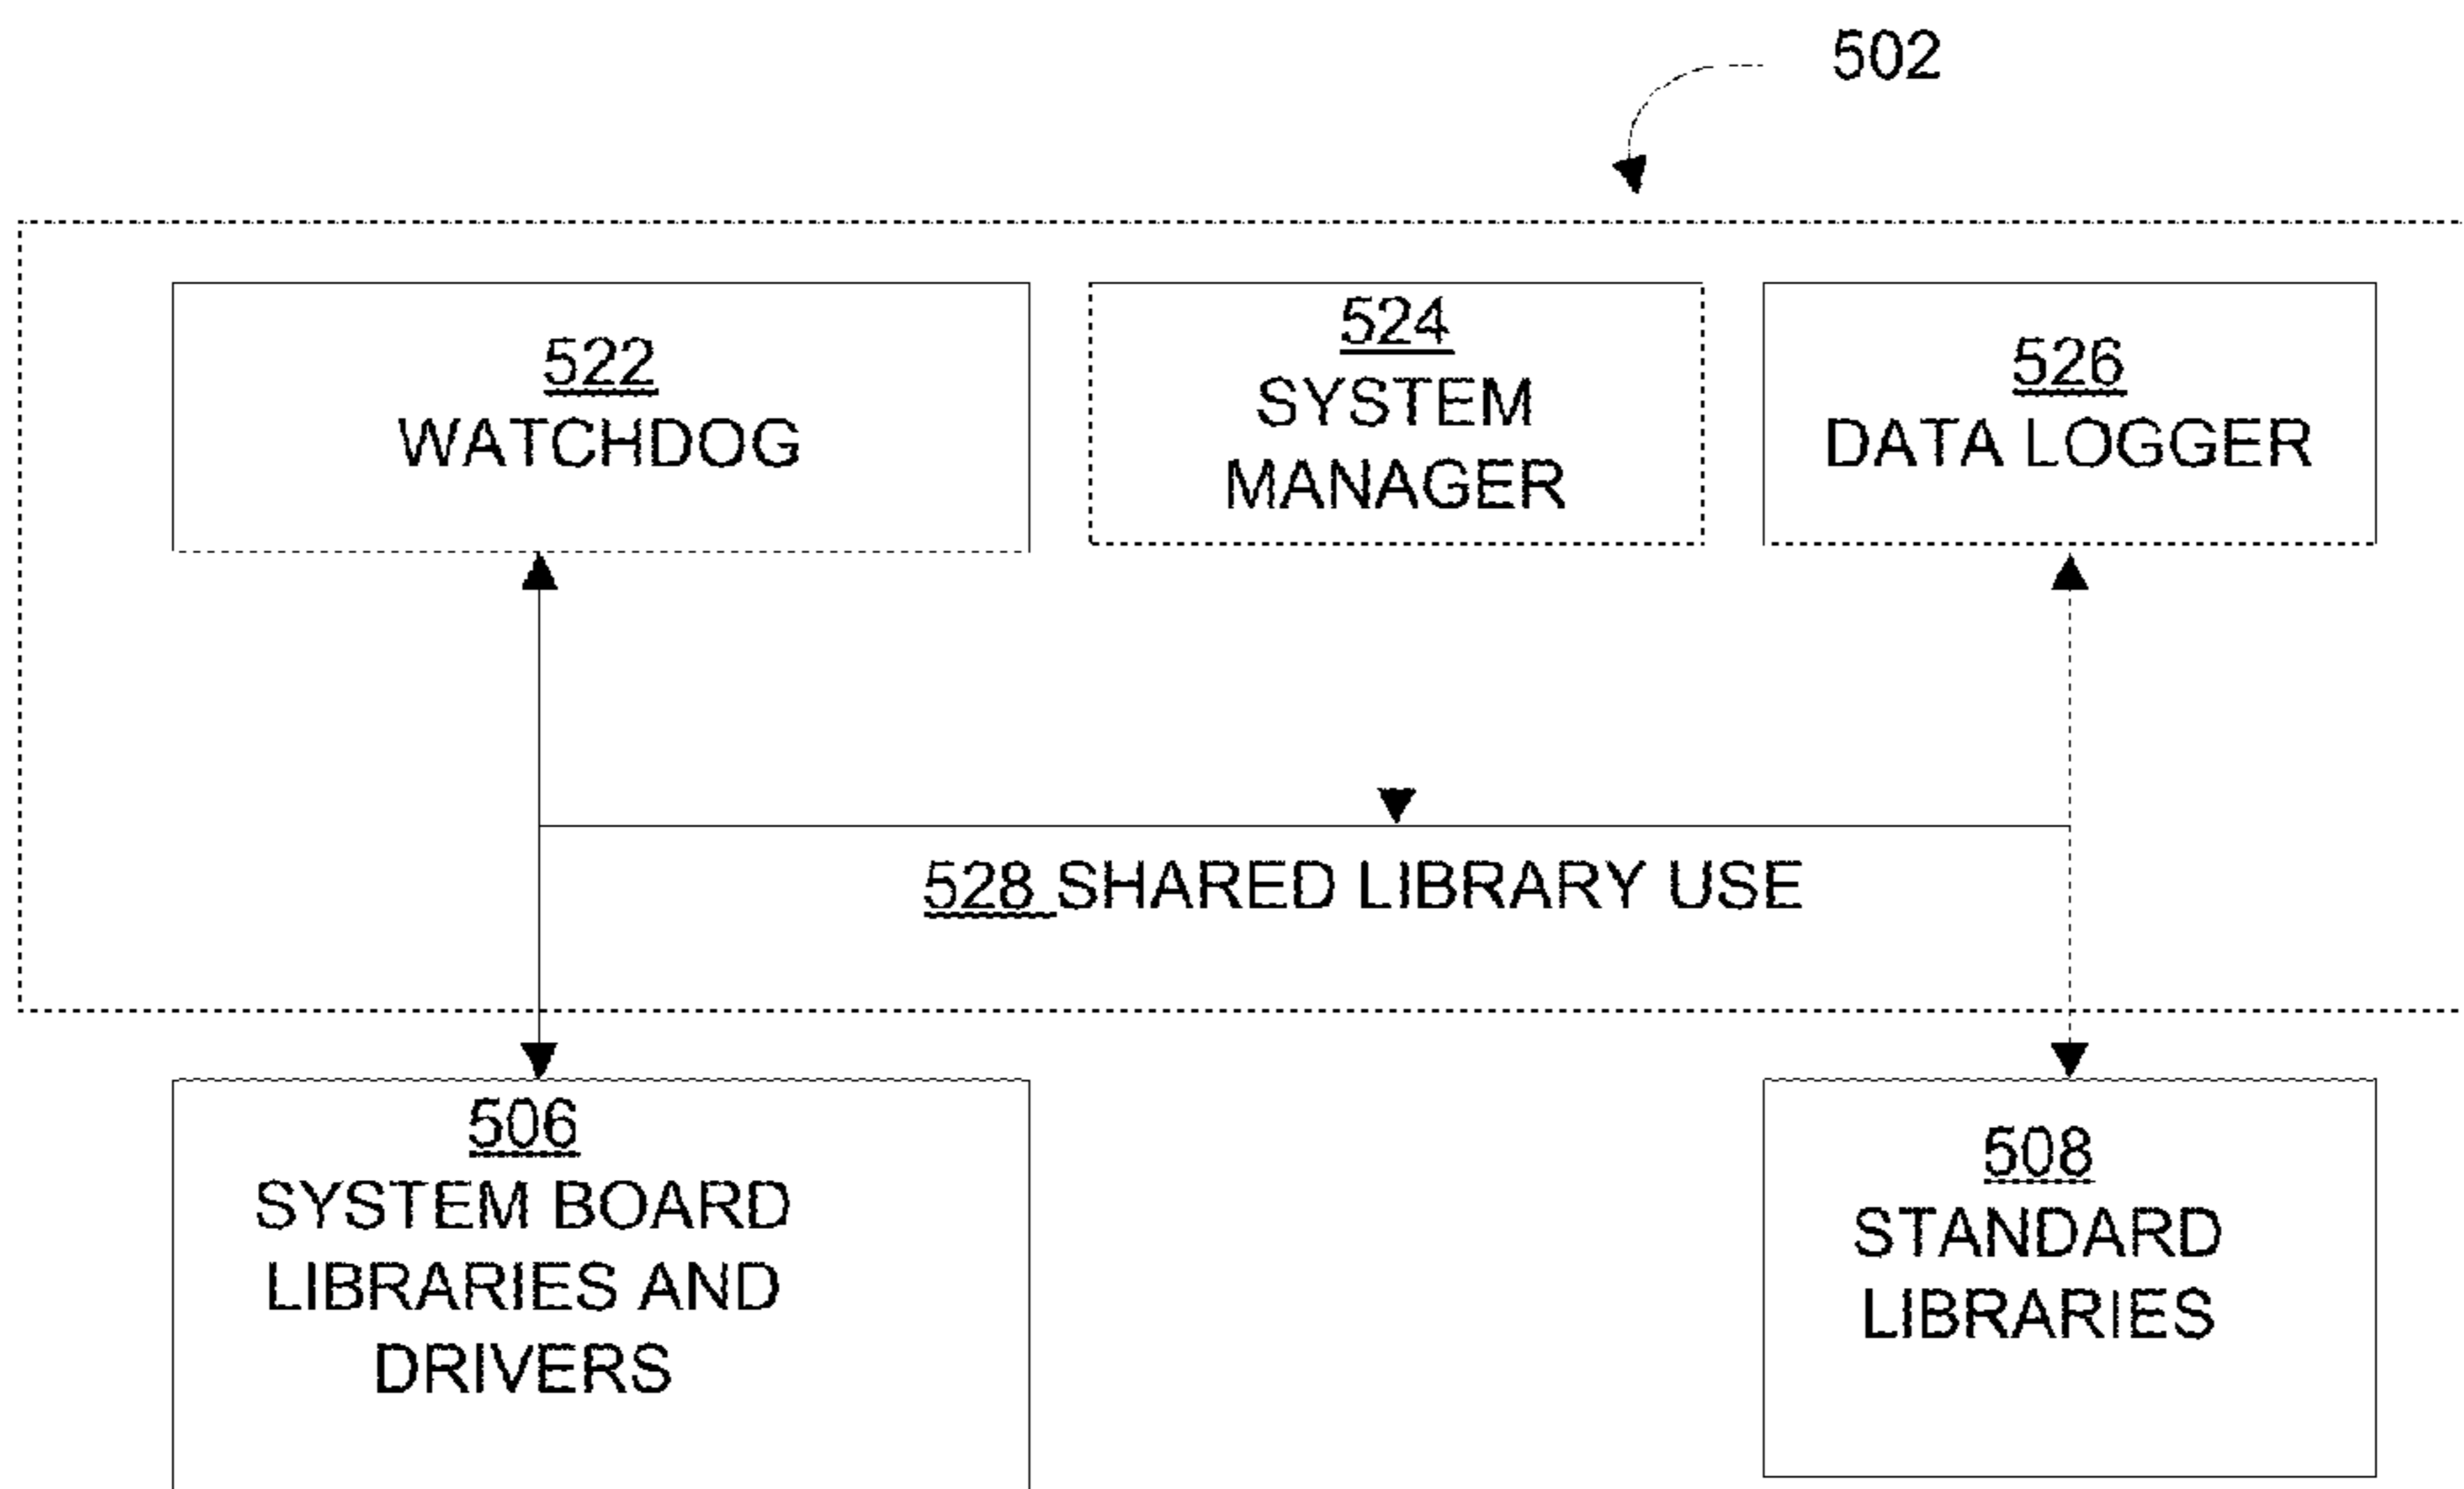 502
522
WATCHDOG
524
SYSTEM
MANAGER
526
DATA LOGGER
528 SHARED LIBRARY USE
506
SYSTEM BOARD
LIBRARIES AND
DRIVERS
508
STANDARD
LIBRARIES